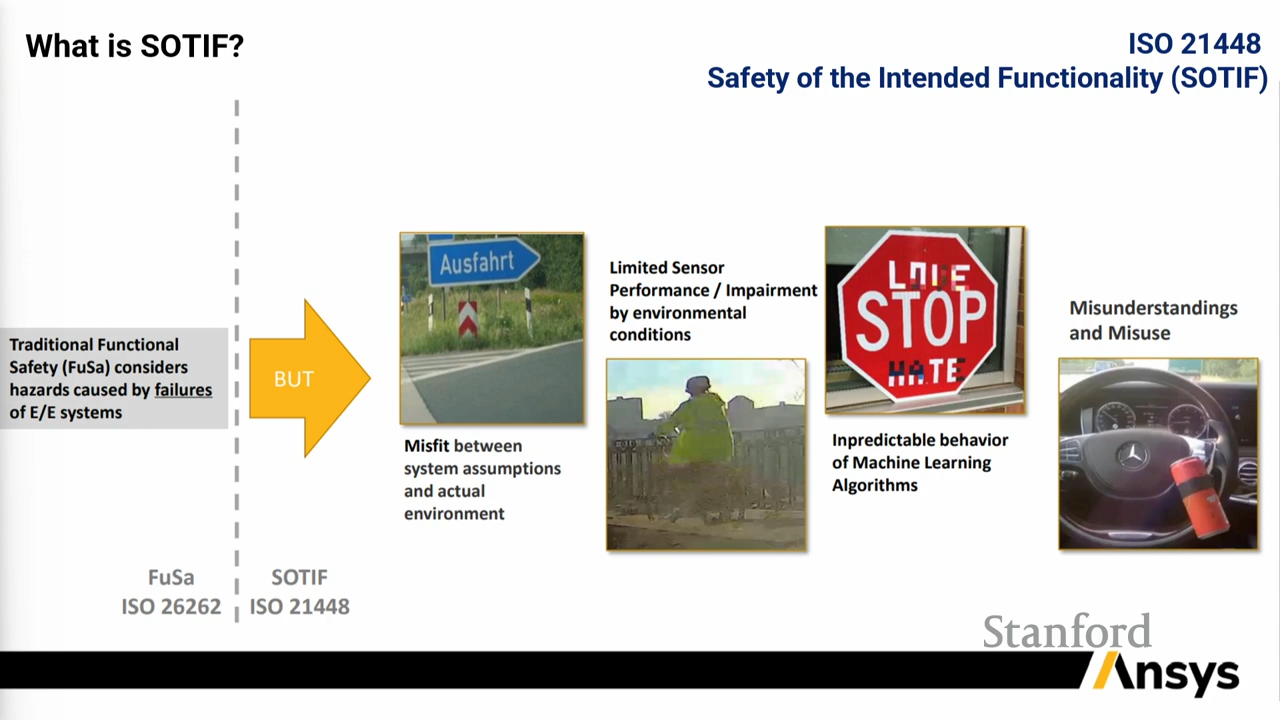 What is SOTIF?
ISO 21448
Safety of the Intended Functionality (SOTIF)
Traditional Functional
Safety (FuSa) considers
hazards caused by failures
of E/E systems
BUT
Ausfahrt
Misfit between
system assumptions
and actual
environment
Limited Sensor
Performance / Impairment
by environmental
conditions
LOVE
STOP
HATE
Inpredictable behavior
of Machine Learning
Algorithms
Misunderstandings
and Misuse
FuSa
ISO 26262
SOTIF
ISO 21448
Stanford
Ansys